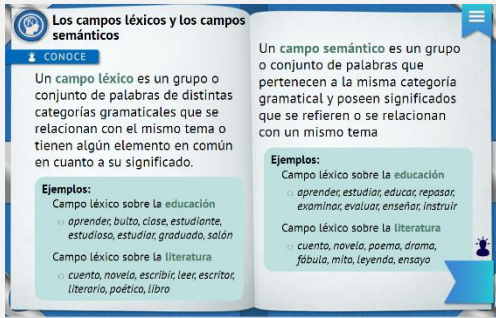 Los campos léxicos y los campos
semánticos
CONOCE
Un campo léxico es un grupo o
conjunto de palabras de distintas
categorías gramaticales que se
relacionan con el mismo tema o
tienen algún elemento en común
en cuanto a su significado.
Ejemplos:
Campo léxico sobre la educación
○ aprender, bulto, clase, estudiante,
estudioso, estudiar, graduado, salón
Campo léxico sobre la literatura
○ cuento, novela, escribir, leer, escritor,
literario, poético, libro
Un campo semántico es un grupo
o conjunto de palabras que
pertenecen a la misma categoría
gramatical y poseen significados
que se refieren o se relacionan
con un mismo tema
Ejemplos:
Campo léxico sobre la educación
○ aprender, estudiar, educar, repasar,
examinar, evaluar, enseñar, instruir
Campo léxico sobre la literatura
○ cuento, novela, poema, drama,
fábula, mito, leyenda, ensayo